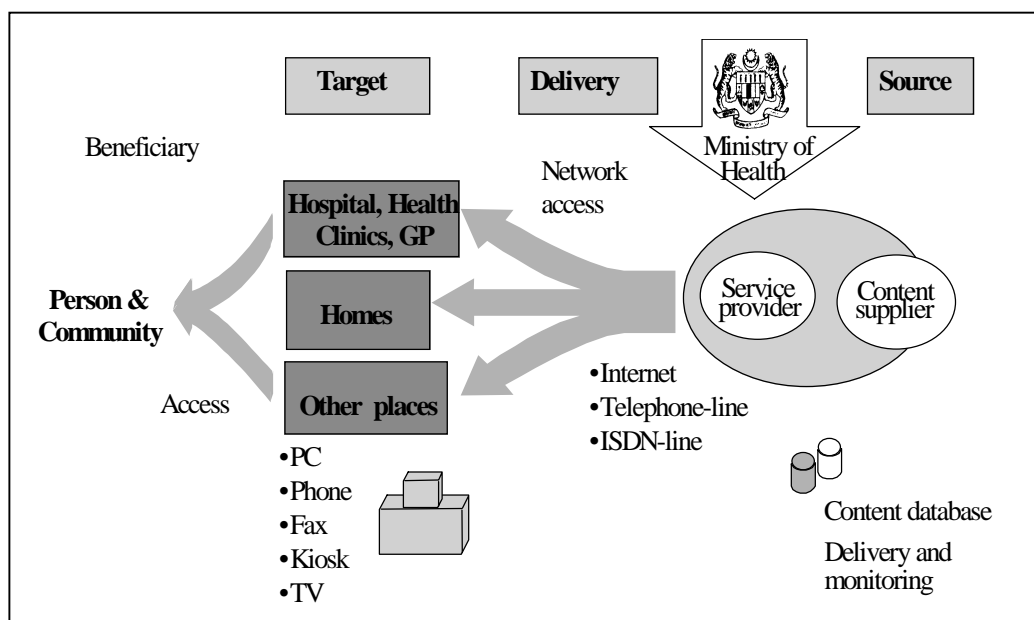 Target
Delivery
Source
Ministry of
Health
Beneficiary
Network
access
Hospital, Health
Clinics, GP
Service
provider
Content
supplier
Person &
Community
Homes
•Internet
•Telephone-line
•ISDN-line
Access
Other places
•PC
•Phone
•Fax
•Kiosk
•TV
Content database
Delivery and
monitoring